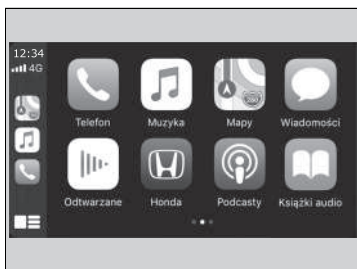 12:34
4G
Telefon Muzyka Mapy Wiadomości
Odtwarzane Honda Podcasty Książki audio